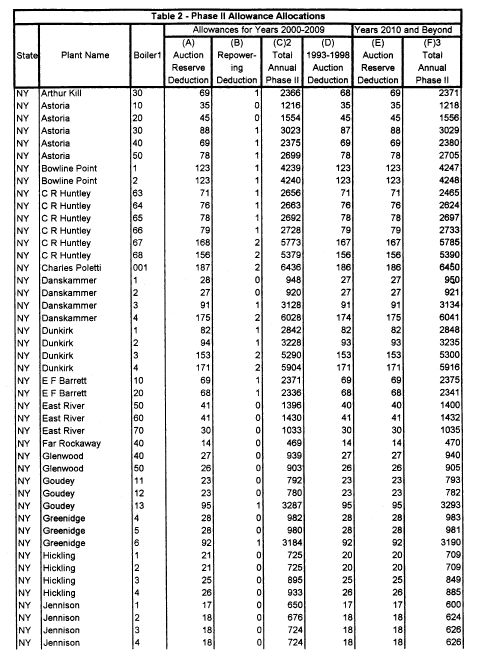 Table 2 - Phase II Allowance Allocations
Allowances for Years 2000-2009 Years 2010 and Beyond
(A) (B) (C)2 (D) (E) (F)3
State Plant Name Boiler1 Auction Repower- Total 1993-1998 Auction Total
Reserve ing Annual Auction Reserve Annual
Deduction Deduction Phase II Deduction Deduction Phase II
NY Arthur Kill 30 69 1 2366 68 69 2371
NY Astoria 10 35 0 1216 35 35 1218
NY Astoria 20 45 0 1554 45 45 1556
NY Astoria 30 88 1 3023 87 88 3029
NY Astoria 40 69 1 2375 69 69 2380
NY Astoria 50 78 1 2699 78 78 2705
NY Bowline Point 1 123 1 4239 123 123 4247
NY Bowline Point 2 123 1 4240 123 123 4248
NY C R Huntley 63 71 1 2656 71 71 2465
NY C R Huntley 64 76 1 2663 76 76 2624
NY C R Huntley 65 78 1 2692 78 78 2697
NY C R Huntley 66 79 1 2728 79 79 2733
NY C R Huntley 67 168 2 5773 167 167 5785
NY C R Huntley 68 156 2 5379 156 156 5390
NY Charles Poletti 001 187 2 6436 186 186 6450
NY Danskammer 1 28 0 948 27 27 950
NY Danskammer 2 27 0 920 27 27 921
NY Danskammer 3 91 1 3128 91 91 3134
NY Danskammer 4 175 2 6028 174 175 6041
NY Dunkirk 1 82 1 2842 82 82 2848
NY Dunkirk 2 94 1 3228 93 93 3235
NY Dunkirk 3 153 2 5290 153 153 5300
NY Dunkirk 4 171 2 5904 171 171 5916
NY E F Barrett 10 69 1 2371 69 69 2375
NY E F Barrett 20 68 1 2336 68 68 2341
NY East River 50 41 0 1396 40 40 1400
NY East River 60 41 0 1430 41 41 1432
NY East River 70 30 0 1033 30 30 1035
NY Far Rockaway 40 14 0 469 14 14 470
NY Glenwood 40 27 0 939 27 27 940
NY Glenwood 50 26 0 903 26 26 905
NY Goudey 11 23 0 792 23 23 793
NY Goudey 12 23 0 780 23 23 782
NY Goudey 13 95 1 3287 95 95 3293
NY Greenidge 4 28 0 982 28 28 983
NY Greenidge 5 28 0 980 28 28 981
NY Greenidge 6 92 1 3184 92 92 3190
NY Hickling 1 21 0 725 20 20 709
NY Hickling 2 21 0 725 20 20 709
NY Hickling 3 25 0 895 25 25 849
NY Hickling 4 26 0 933 26 26 885
NY Jennison 1 17 0 650 17 17 600
NY Jennison 2 18 0 676 18 18 624
NY Jennison 3 18 0 724 18 18 626
NY Jennison 4 18 0 724 18 18 626